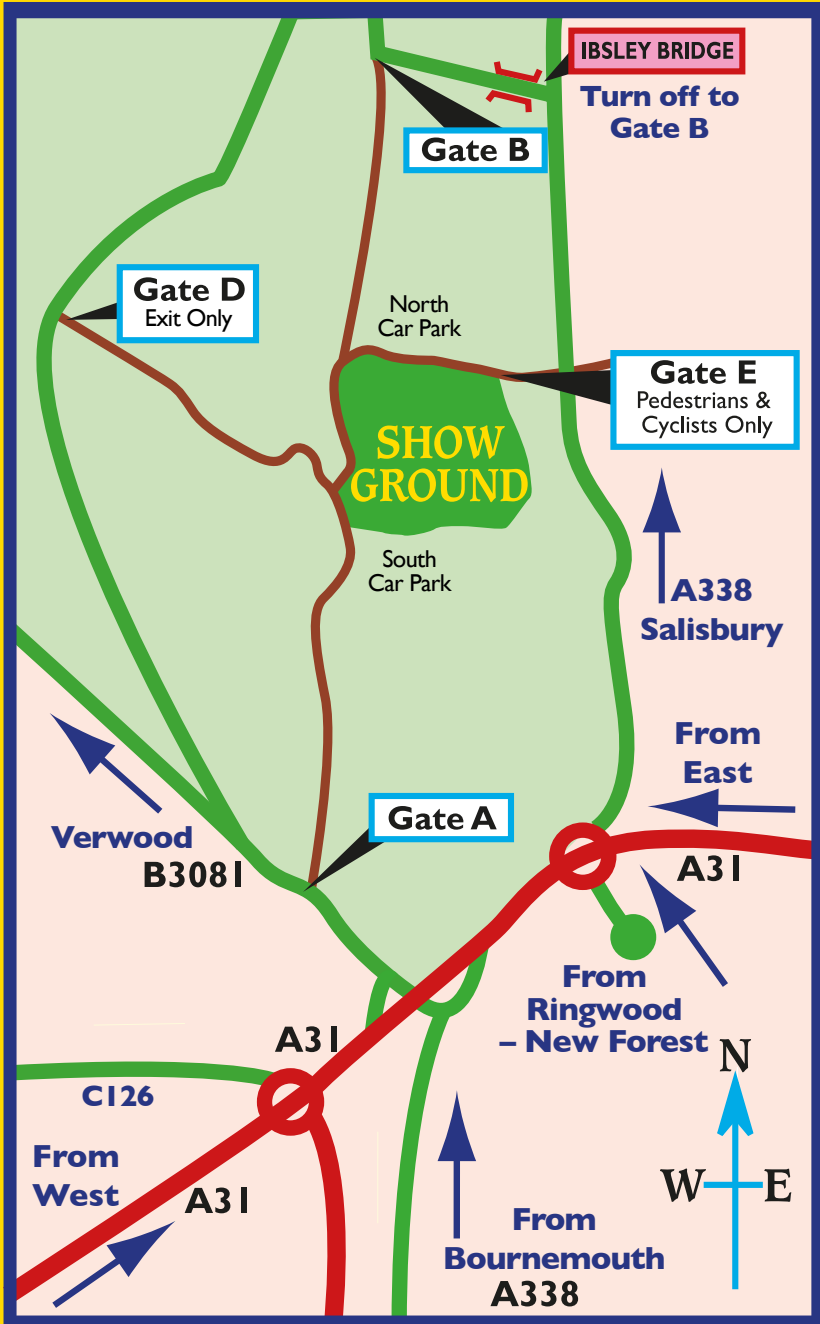 IBSLEY BRIDGE
Turn off to
Gate B
Gate B
Gate D
Exit Only
North
Car Park
Gate E
Pedestrians &
Cyclists Only
SHOW
GROUND
South
Car Park
A338
Salisbury
From
East
Gate A
Verwood
B3081
A31
From
Ringwood
– New Forest
A31
C126
From
West
A31
From
Bournemouth
A338
N
W
E